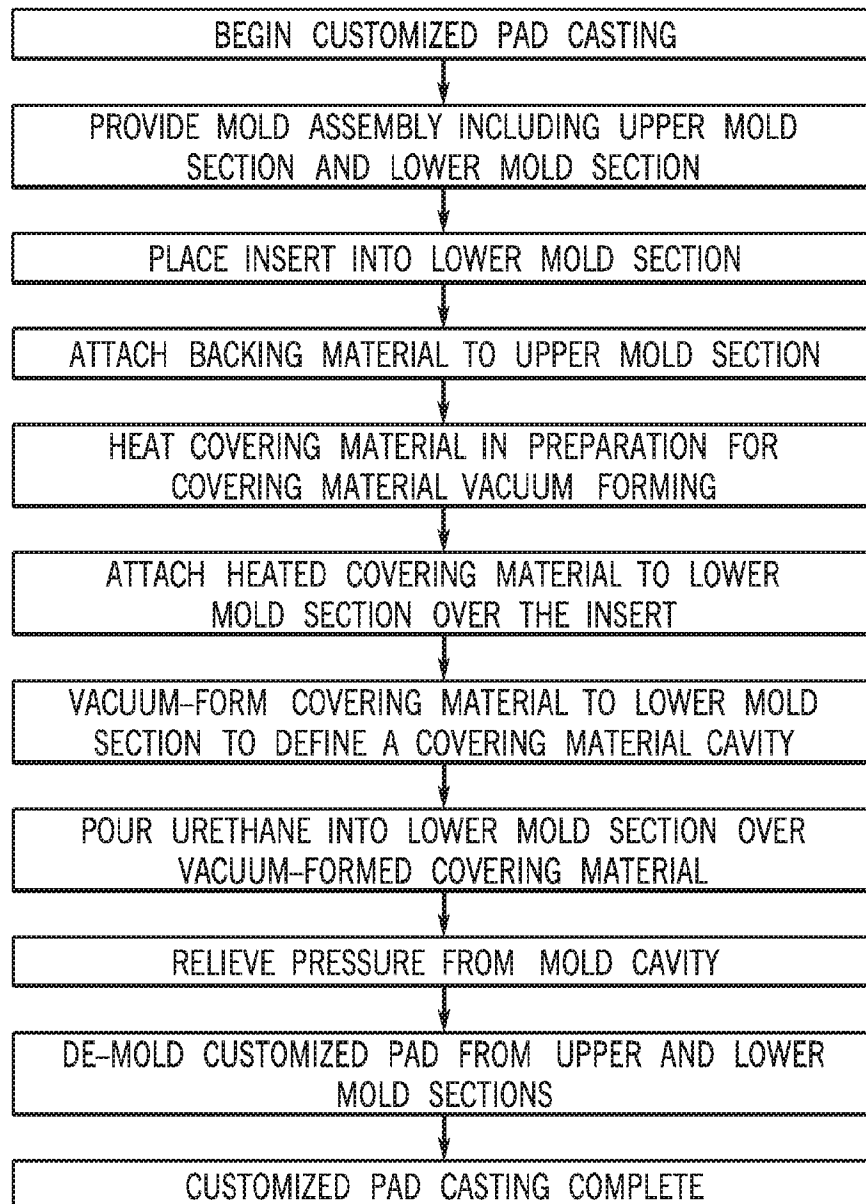 BEGIN CUSTOMIZED PAD CASTING
PROVIDE MOLD ASSEMBLY INCLUDING UPPER MOLD
SECTION AND LOWER MOLD SECTION
PLACE INSERT INTO LOWER MOLD SECTION
ATTACH BACKING MATERIAL TO UPPER MOLD SECTION
HEAT COVERING MATERIAL IN PREPARATION FOR
COVERING MATERIAL VACUUM FORMING
ATTACH HEATED COVERING MATERIAL TO LOWER
MOLD SECTION OVER THE INSERT
VACUUM-FORM COVERING MATERIAL TO LOWER MOLD
SECTION TO DEFINE A COVERING MATERIAL CAVITY
POUR URETHANE INTO LOWER MOLD SECTION OVER
VACUUM-FORMED COVERING MATERIAL
RELIEVE PRESSURE FROM MOLD CAVITY
DE-MOLD CUSTOMIZED PAD FROM UPPER AND LOWER
MOLD SECTIONS
CUSTOMIZED PAD CASTING COMPLETE